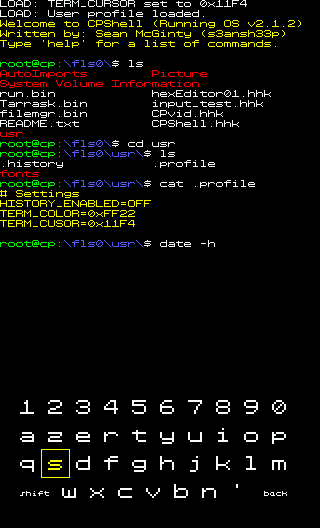 LOAD: TERM_CURSOR set to 0x11F4
LOAD: User profile loaded.
Welcome to CPShell (Running OS v2.1.2)
Written by: Sean McGinty (s3ansh33p)
Type 'help' for a list of commands.
root@cp:\fls0\$ ls
AutoImports Picture
System Volume Information
run.bin hexEditor01.hhk
Tarrask.bin input_test.hhk
filemgr.bin CPvid.hhk
README.txt CPShell.hhk
usr
root@cp:\fls0\$ cd usr
root@cp:\fls0\usr\$ ls
.history .profile
fonts
root@cp:\fls0\usr\$ cat .profile
# Settings
HISTORY_ENABLED=OFF
TERM_COLOR=0xFF22
TERM_CUSOR=0x11F4
root@cp:\fls0\usr\$ date -h
1 2 3 4 5 6 7 8 9 0
a z e r t y u i o p
q s d f g h j k l m
shift w x c v b n ' back